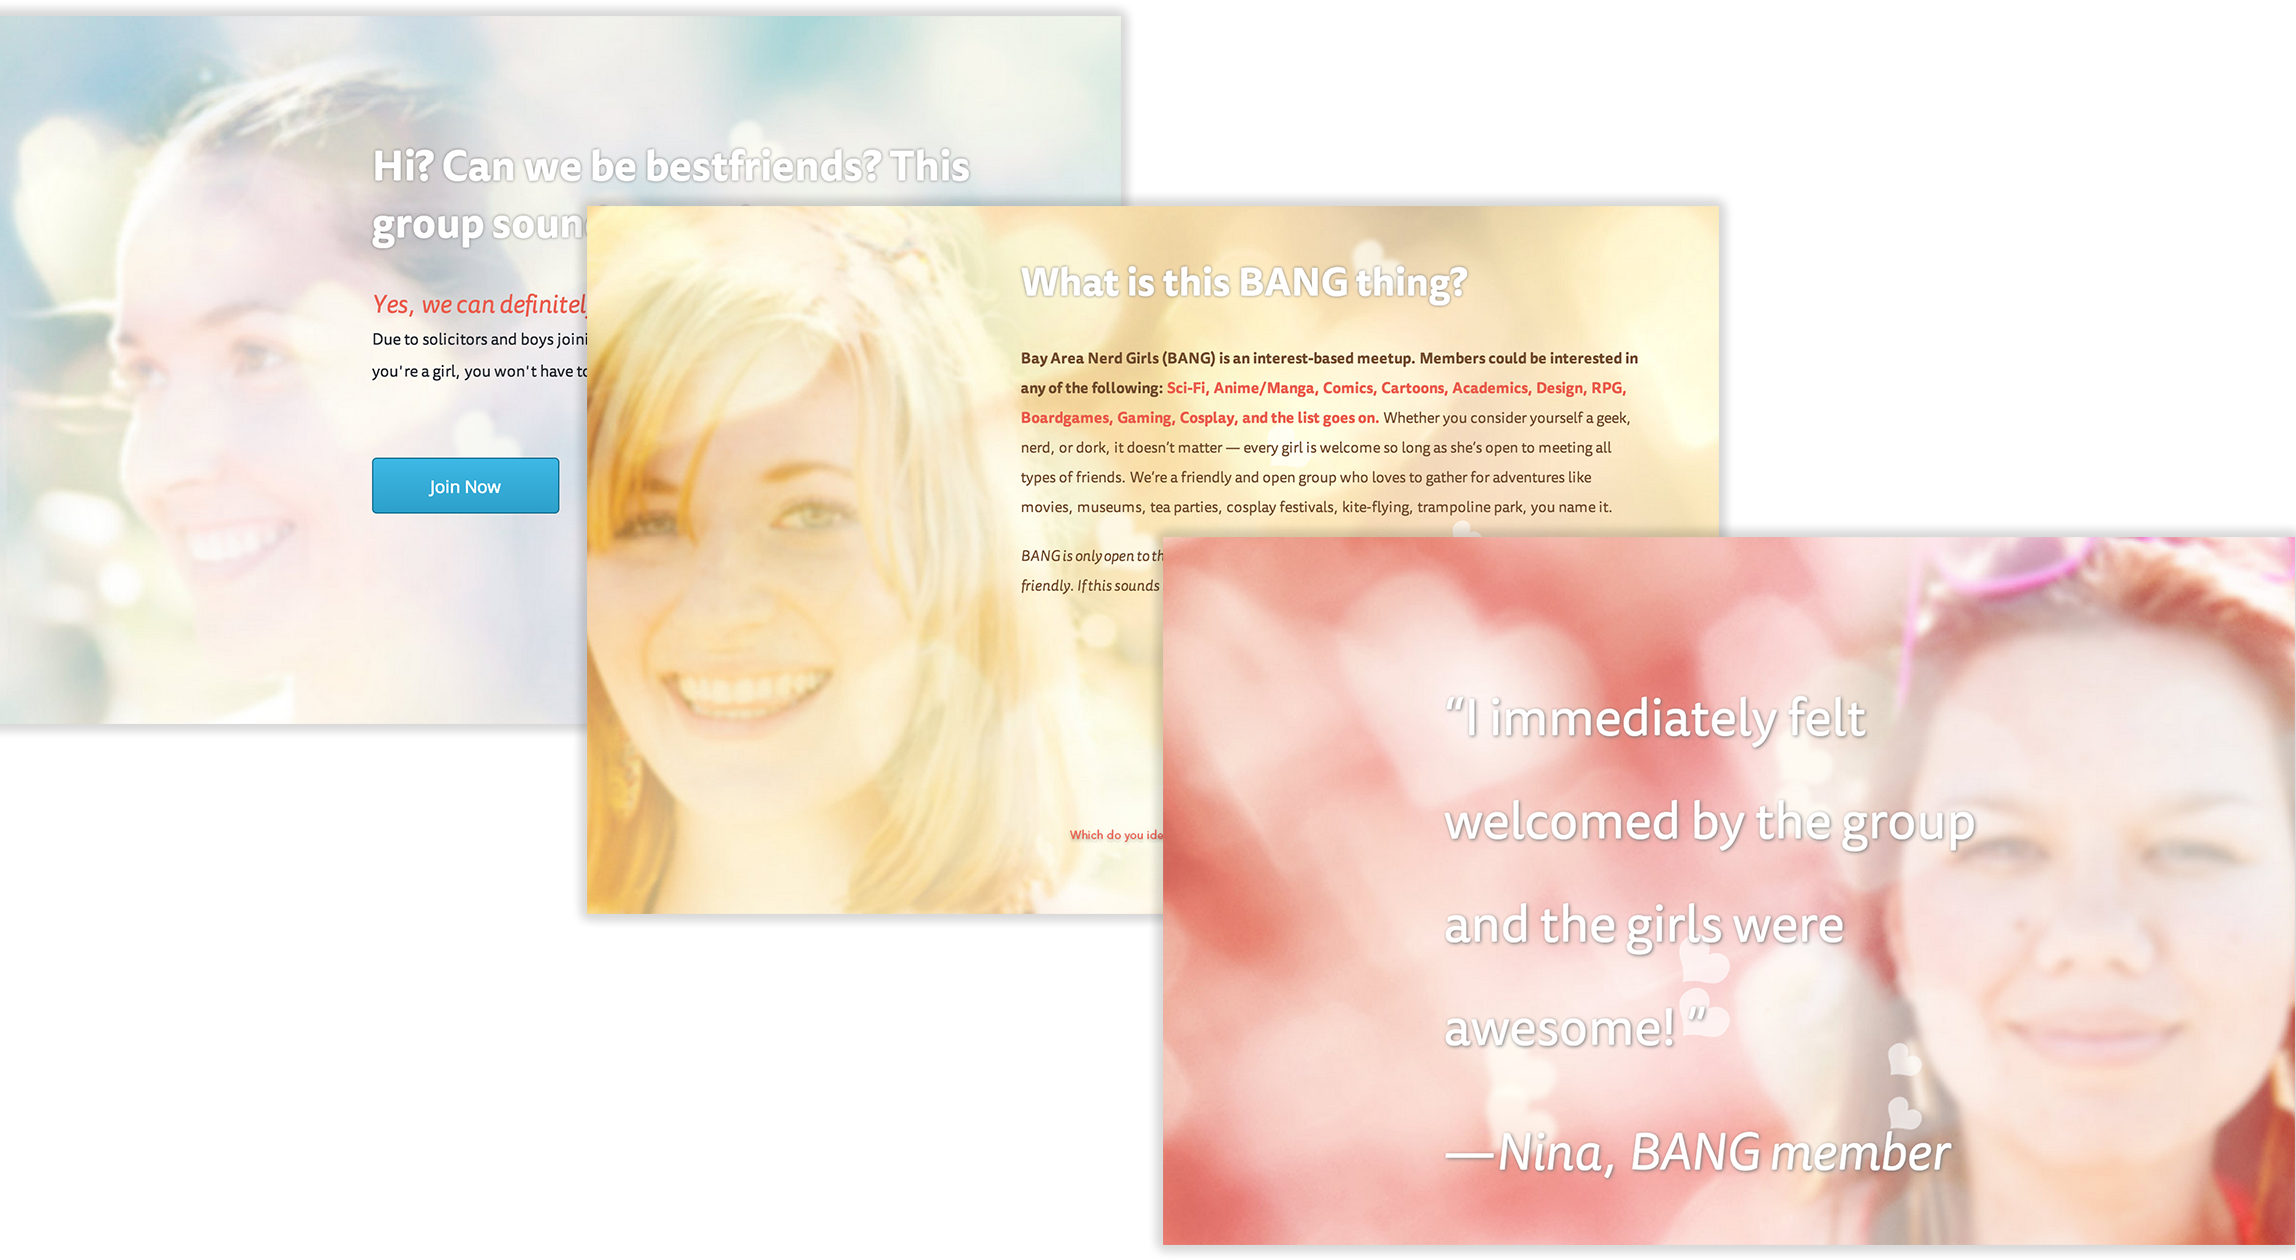 Hi? Can we be bestfriends? This
group
Yes, we can
Due to solicitors and boys
you're a girl, you won't have
Join Now
What is this BANG thing?
Bay Area Nerd Girls (BANG) is an interest-based meetup. Members could be interested in
any of the following: Sci-Fi, Anime/Manga, Comics, Cartoons, Academics, Design, RPG,
Boardgames, Gaming, Cosplay, and the list goes on. Whether you consider yourself a geek,
nerd, or dork, it doesn't matter — every girl is welcome so long as she's open to meeting all
types of friends. We're a friendly and open group who loves to gather for adventures like
movies, museums, tea parties, cosplay festivals, kite-flying, trampoline park, you name it.
BANG is only open to
friendly. If this sounds
Which do you
“I immediately felt
welcomed by the group
and the girls were
awesome! ”
—Nina, BANG member